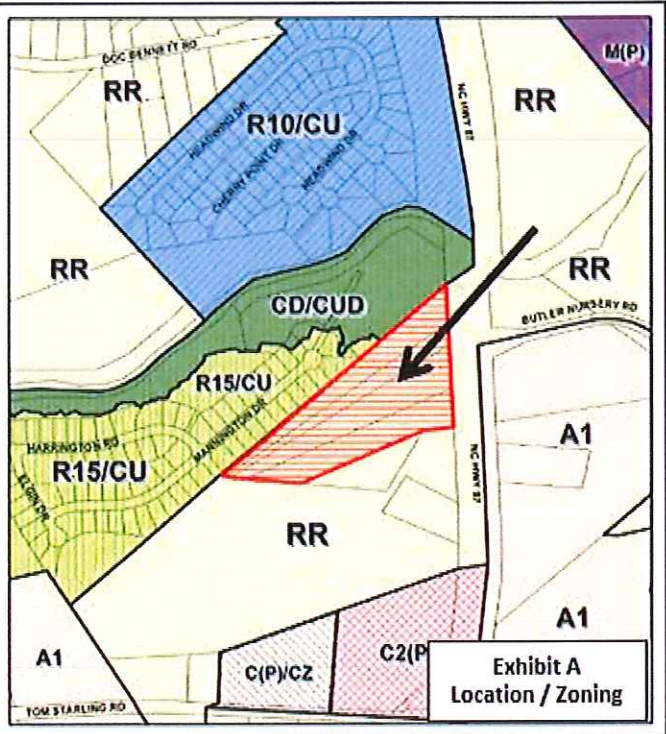 DOC BENNETT RD
M(P)
RR
RR
NC HWY 87
R10/CU
HEADWIND DR
CHERRY POINT DR
HEADWIND DR
RR
RR
CD/CUD
BUTLER NURSERY RD
R15/CU
MANNINGTON DR
HARRINGTON RD
A1
R15/CU
ELGIN DR
NC HWY 87
RR
A1
A1
C(P)/CZ
C2(P
Exhibit A
Location / Zoning
TOM STARLING RD